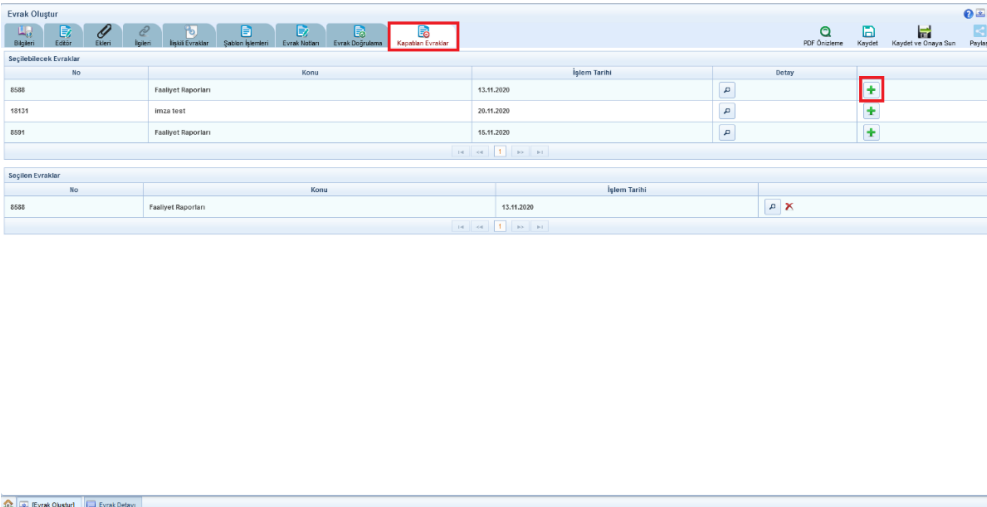 Evrak Oluştur
Bilgileri Editör Ekleri İlgileri İlişkili Evraklar Şablon İşlemleri Evrak Notları Evrak Doğrulama Kapatılan Evraklar PDF Önizleme Kaydet Kaydet ve Onaya Sun Paylaş
Seçilebilecek Evraklar
No Konu İşlem Tarihi Detay
8588 Faaliyet Raporları 13.11.2020
18131 imza test 20.11.2020
8591 Faaliyet Raporları 15.11.2020
1
Seçilen Evraklar
No Konu İşlem Tarihi
8588 Faaliyet Raporları 13.11.2020
1
[Evrak Oluştur] Evrak Detayı